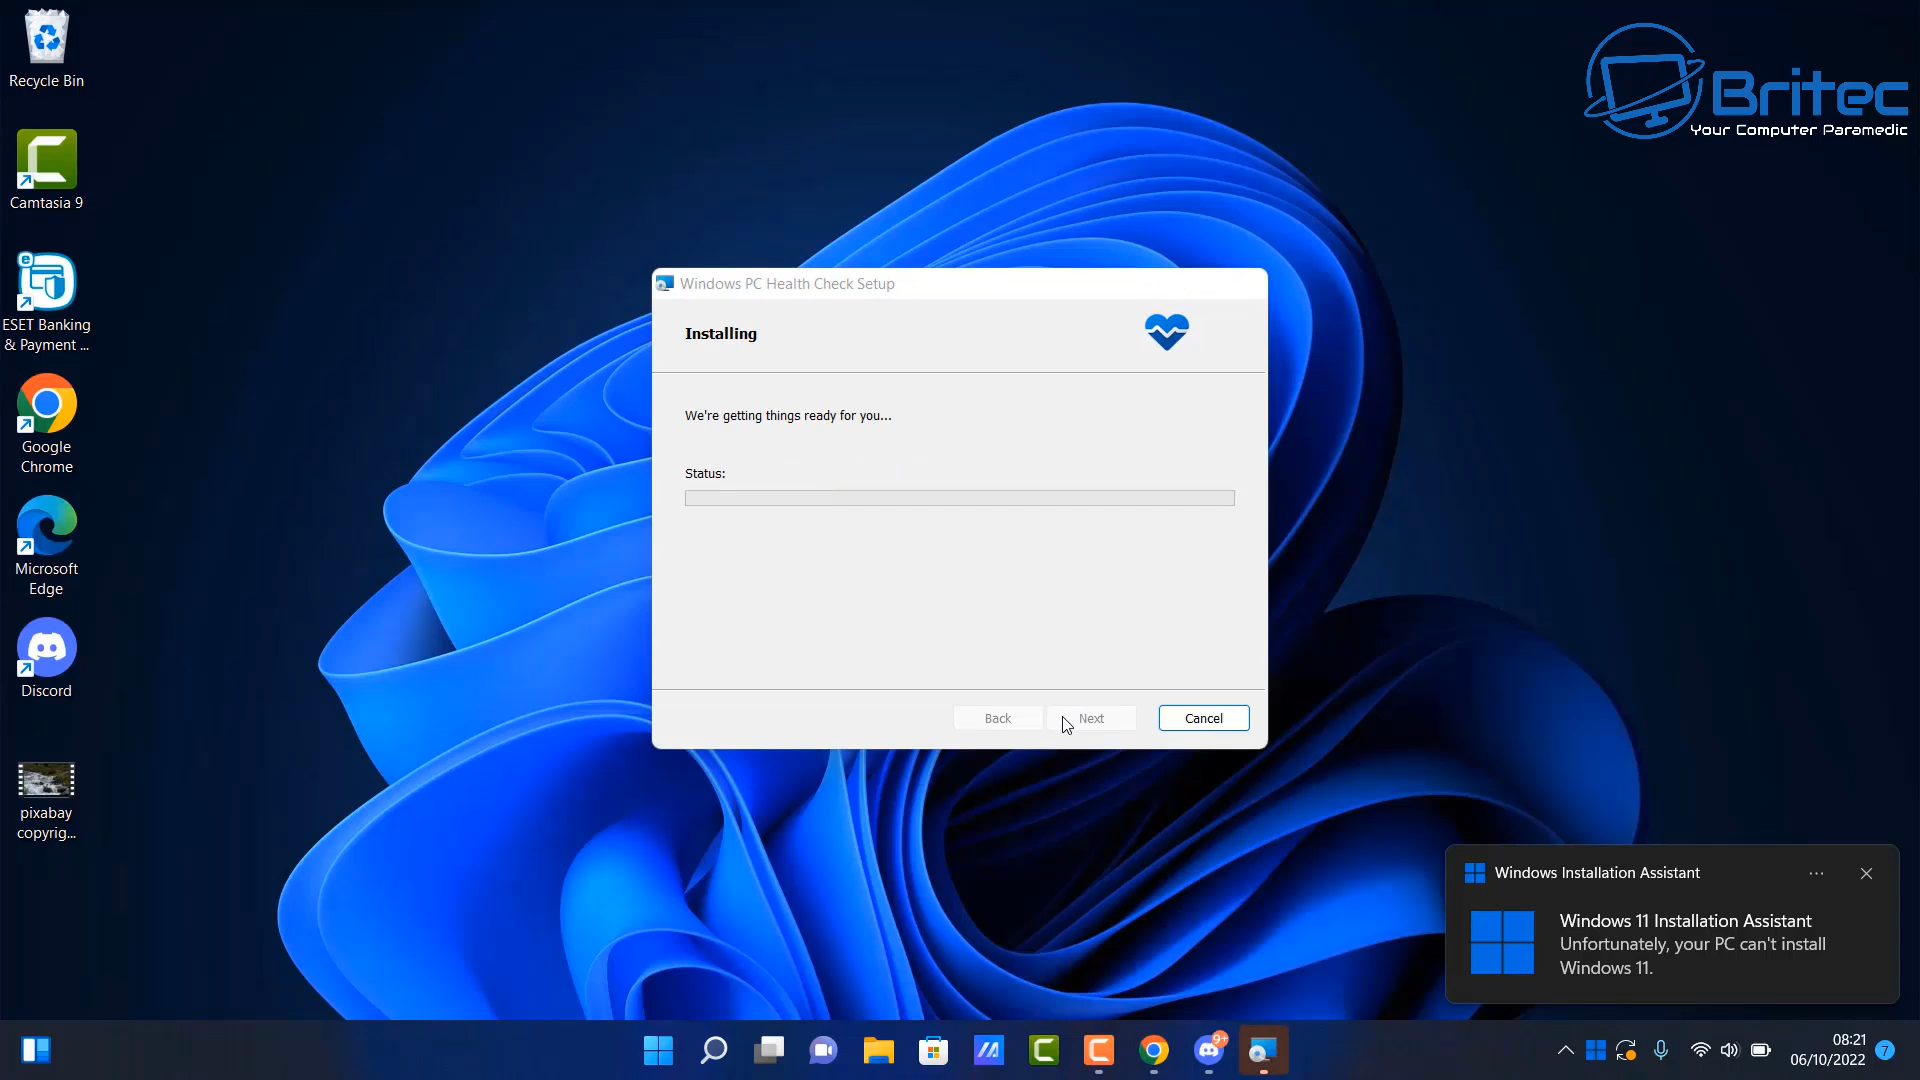 Recycle Bin
Camtasia 9
ESET Banking
& Payment ...
Google
Chrome
Microsoft
Edge
Discord
pixabay
copyrig...
Britec
Your Computer Paramedic
Windows PC Health Check Setup
Installing
We're getting things ready for you...
Status:
Back
Next
Cancel
Windows Installation Assistant
Windows 11 Installation Assistant
Unfortunately, your PC can't install
Windows 11.
9+
08:21
06/10/2022
7